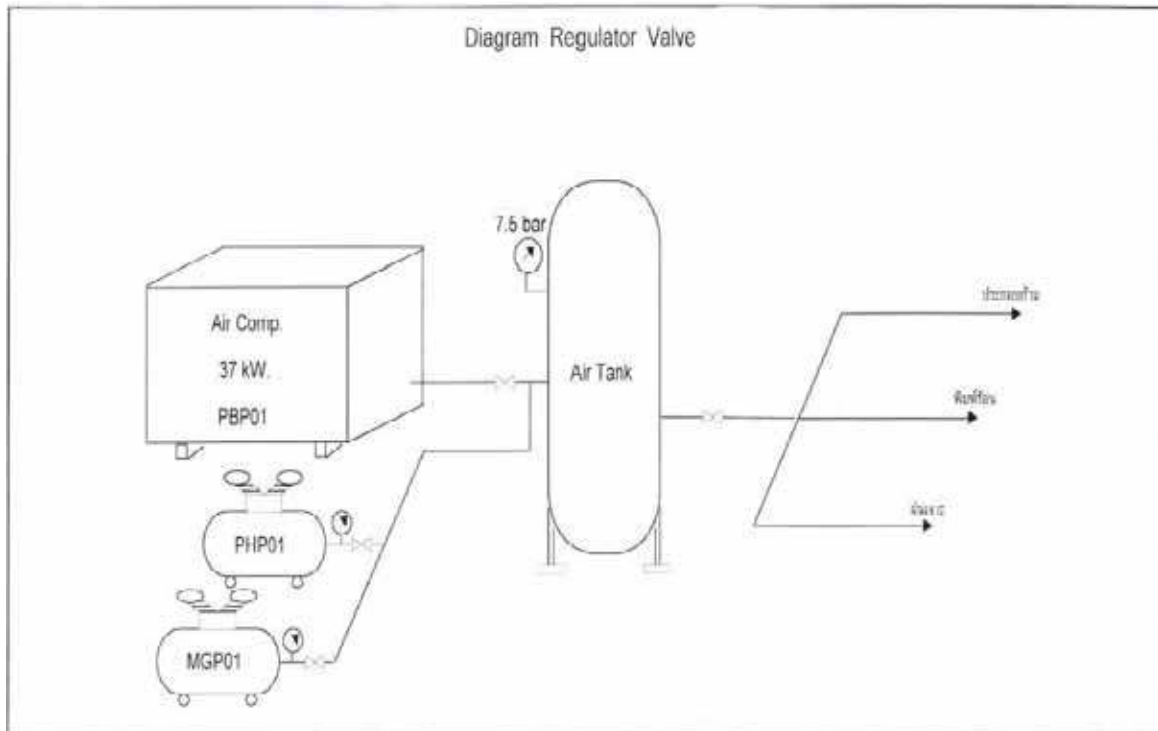 Diagram Regulator Valve
7.5 bar
Air Comp.
37 kW.
PBP01
Air Tank
PHP01
MGP01